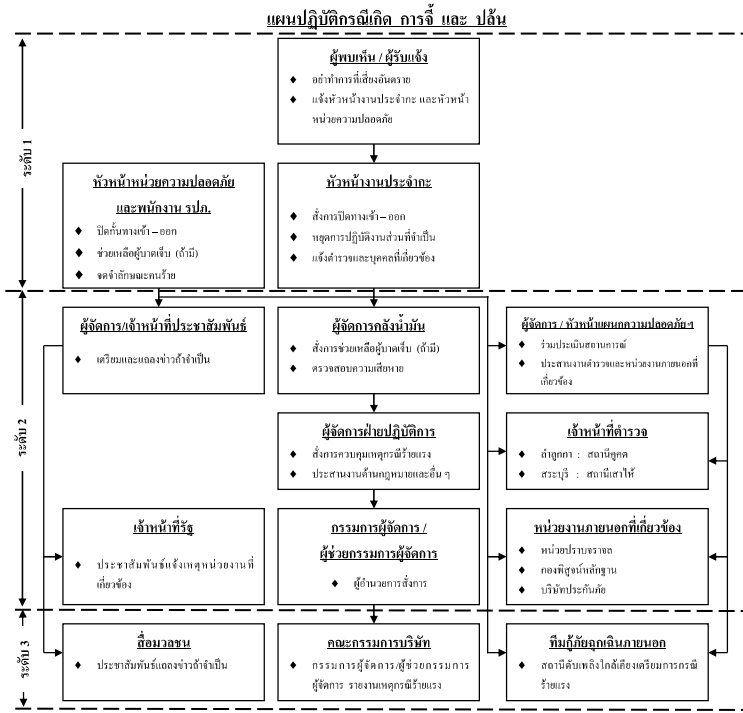 แผนปฏิบัติกรณีเกิด การจี้ และ ปล้น
ระดับ 1
ผู้พบเห็น / ผู้รับแจ้ง
♦ อย่าทำการที่เสี่ยงอันตราย
♦ แจ้งหัวหน้างานประจำกะ และหัวหน้า
หน่วยความปลอดภัย
หัวหน้าหน่วยความปลอดภัย
และพนักงาน รปภ.
♦ ปิดกั้นทางเข้า – ออก
♦ ช่วยเหลือผู้บาดเจ็บ (ถ้ามี)
♦ จดจำลักษณะคนร้าย
หัวหน้างานประจำกะ
♦ สั่งการปิดทางเข้า – ออก
♦ หยุดการปฏิบัติงานส่วนที่จำเป็น
♦ แจ้งตำรวจและบุคคลที่เกี่ยวข้อง
ระดับ 2
ผู้จัดการ/เจ้าหน้าที่ประชาสัมพันธ์
♦ เตรียมและแถลงข่าวถ้าจำเป็น
ผู้จัดการคลังน้ำมัน
♦ สั่งการช่วยเหลือผู้บาดเจ็บ (ถ้ามี)
♦ ตรวจสอบความเสียหาย
ผู้จัดการ / หัวหน้าแผนกความปลอดภัยฯ
♦ ร่วมประเมินสถานการณ์
♦ ประสานงานตำรวจและหน่วยงานภายนอกที่
เกี่ยวข้อง
ผู้จัดการฝ่ายปฏิบัติการ
♦ สั่งการควบคุมเหตุกรณีร้ายแรง
♦ ประสานงานด้านกฎหมายและอื่น ๆ
เจ้าหน้าที่ตำรวจ
♦ ลำลูกกา : สถานีคูคต
♦ สระบุรี : สถานีเสาไห้
เจ้าหน้าที่รัฐ
♦ ประชาสัมพันธ์แจ้งเหตุหน่วยงานที่
เกี่ยวข้อง
กรรมการผู้จัดการ /
ผู้ช่วยกรรมการผู้จัดการ
♦ ผู้อำนวยการสั่งการ
หน่วยงานภายนอกที่เกี่ยวข้อง
♦ หน่วยปราบจราจล
♦ กองพิสูจน์หลักฐาน
♦ บริษัทประกันภัย
ระดับ 3
สื่อมวลชน
♦ ประชาสัมพันธ์แถลงข่าวถ้าจำเป็น
คณะกรรมการบริษัท
♦ กรรมการผู้จัดการ/ผู้ช่วยกรรมการ
ผู้จัดการ รายงานเหตุกรณีร้ายแรง
ทีมกู้ภัยฉุกเฉินภายนอก
♦ สถานีดับเพลิงใกล้เคียงเตรียมการกรณี
ร้ายแรง